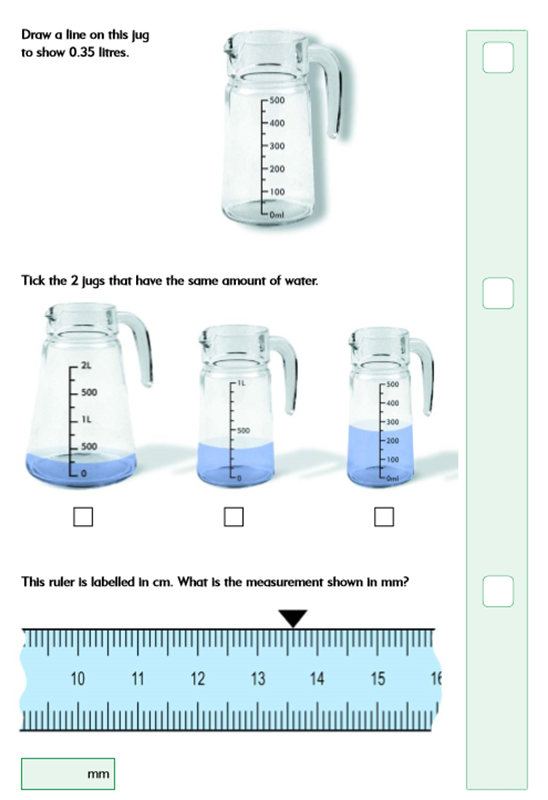 Draw a line on this jug
to show 0.35 litres.
500
400
300
200
100
0ml
Tick the 2 jugs that have the same amount of water.
2L
500
1L
500
0
1L
500
0
500
400
300
200
100
0ml
This ruler is labelled in cm. What is the measurement shown in mm?
10 11 12 13 14 15 16
mm